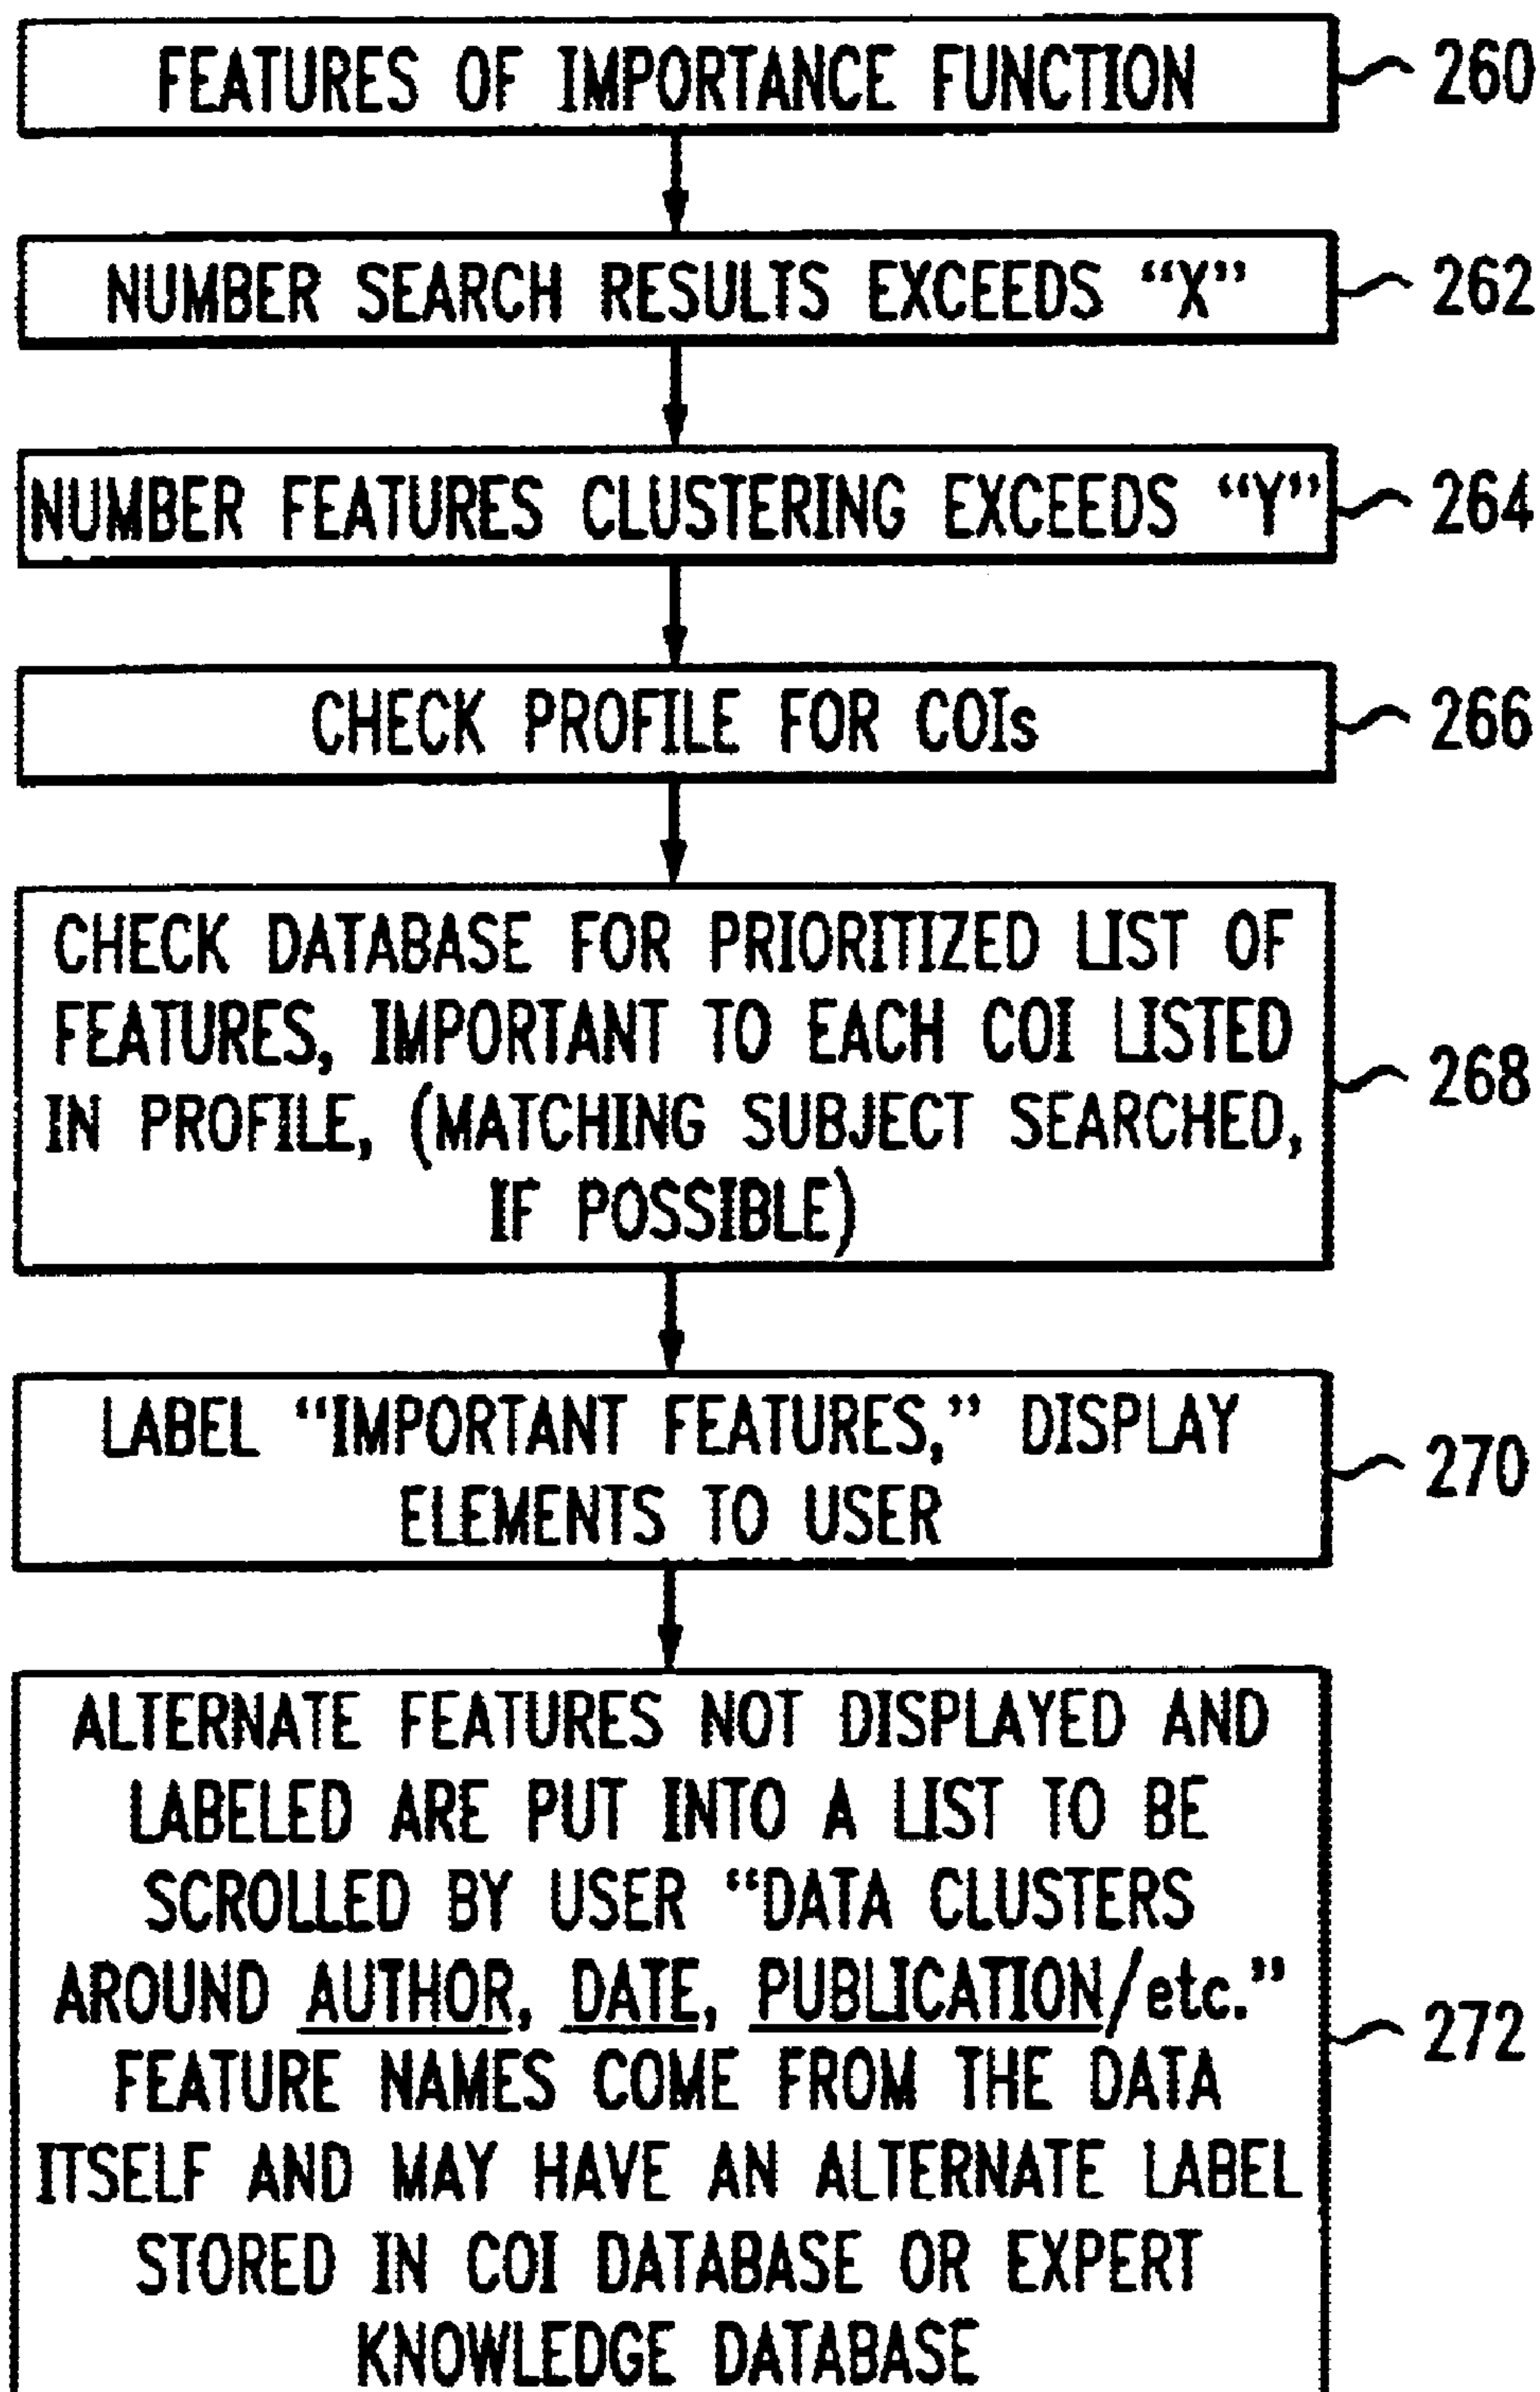 FEATURES OF IMPORTANCE FUNCTION 260
NUMBER SEARCH RESULTS EXCEEDS “X” 262
NUMBER FEATURES CLUSTERING EXCEEDS “Y” 264
CHECK PROFILE FOR COIs 266
CHECK DATABASE FOR PRIORITIZED LIST OF
FEATURES, IMPORTANT TO EACH COI LISTED
IN PROFILE, (MATCHING SUBJECT SEARCHED,
IF POSSIBLE)
268
LABEL “IMPORTANT FEATURES,” DISPLAY
ELEMENTS TO USER
270
ALTERNATE FEATURES NOT DISPLAYED AND
LABELED ARE PUT INTO A LIST TO BE
SCROLLED BY USER “DATA CLUSTERS
AROUND AUTHOR, DATE, PUBLICATION/etc.”
FEATURE NAMES COME FROM THE DATA
ITSELF AND MAY HAVE AN ALTERNATE LABEL
STORED IN COI DATABASE OR EXPERT
KNOWLEDGE DATABASE
272